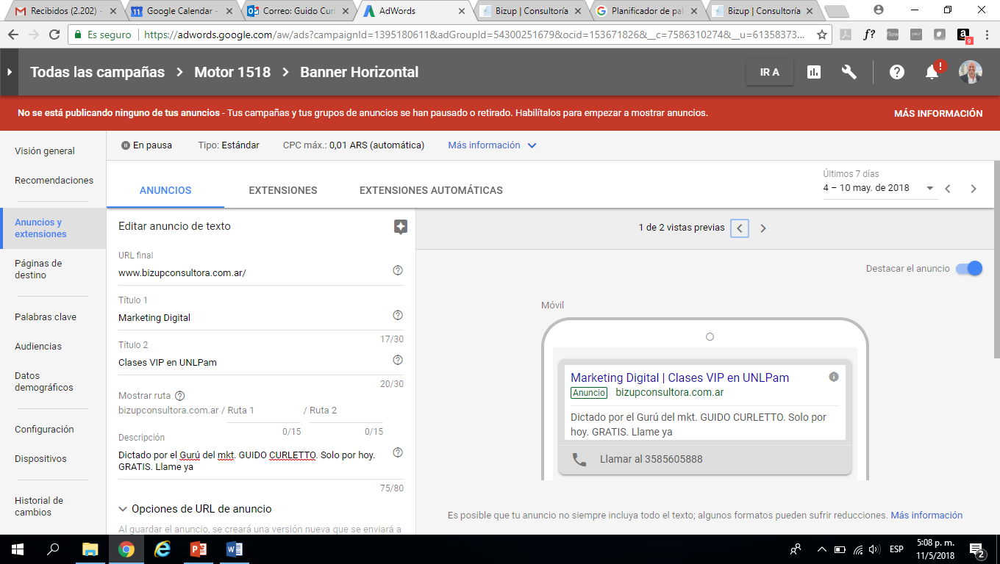 Recibidos (2.202) -
11
Google Calendar -
Correo: Guido Curl
AdWords
Bizup | Consultoría
Planificador de pal
Bizup | Consultoría
Es seguro
https://adwords.google.com/aw/ads?campaignId=1395180611&adGroupId=54300251679&ocid=153671826&__c=7586310274&__u=61358373...
f?
flow
your
a
9
Todas las campañas > Motor 1518 > Banner Horizontal
IR A
!
No se está publicando ninguno de tus anuncios - Tus campañas y tus grupos de anuncios se han pausado o retirado. Habilítalos para empezar a mostrar anuncios.
MÁS INFORMACIÓN
Visión general
Recomendaciones
Anuncios y
extensiones
Páginas de
destino
Palabras clave
Audiencias
Datos
demográficos
Configuración
Dispositivos
Historial de
cambios
En pausa
Tipo: Estándar
CPC máx.: 0,01 ARS (automática)
Más información
ANUNCIOS
EXTENSIONES
EXTENSIONES AUTOMÁTICAS
Últimos 7 días
4 – 10 may. de 2018
Editar anuncio de texto
URL final
www.bizupconsultora.com.ar/
Título 1
Marketing Digital
17/30
Título 2
Clases VIP en UNLPam
20/30
Mostrar ruta
bizupconsultora.com.ar / Ruta 1 / Ruta 2
0/15
0/15
Descripción
Dictado por el Gurú del mkt. GUIDO CURLETTO. Solo por hoy.
GRATIS. Llame ya
75/80
Opciones de URL de anuncio
Al guardar el anuncio, se creará una versión nueva que se enviará a
1 de 2 vistas previas
Destacar el anuncio
Móvil
Marketing Digital | Clases VIP en UNLPam
Anuncio bizupconsultora.com.ar
Dictado por el Gurú del mkt. GUIDO CURLETTO. Solo por
hoy. GRATIS. Llame ya
Llamar al 3585605888
Es posible que tu anuncio no siempre incluya todo el texto; algunos formatos pueden sufrir reducciones. Más información
ESP
5:08 p. m.
11/5/2018
2